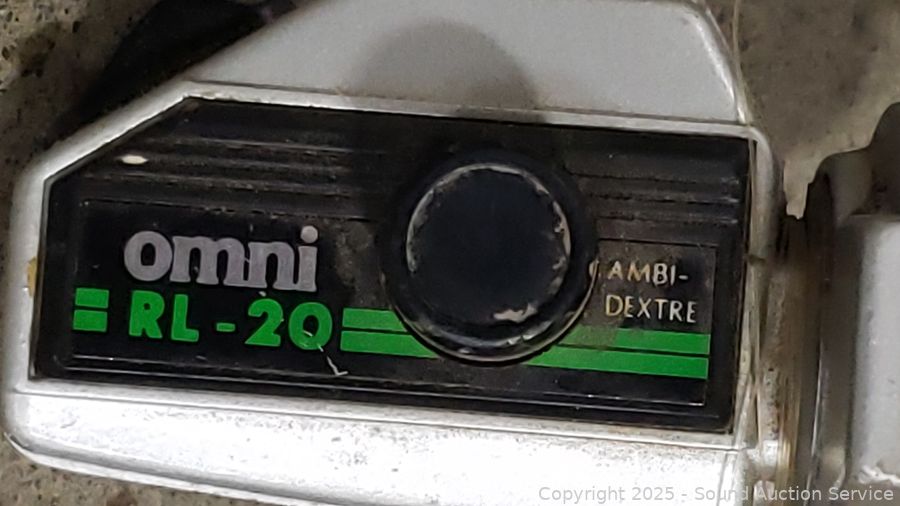 omni
RL-20
AMBI-
DEXTRE
Copyright 2025 - Sound Auction Service